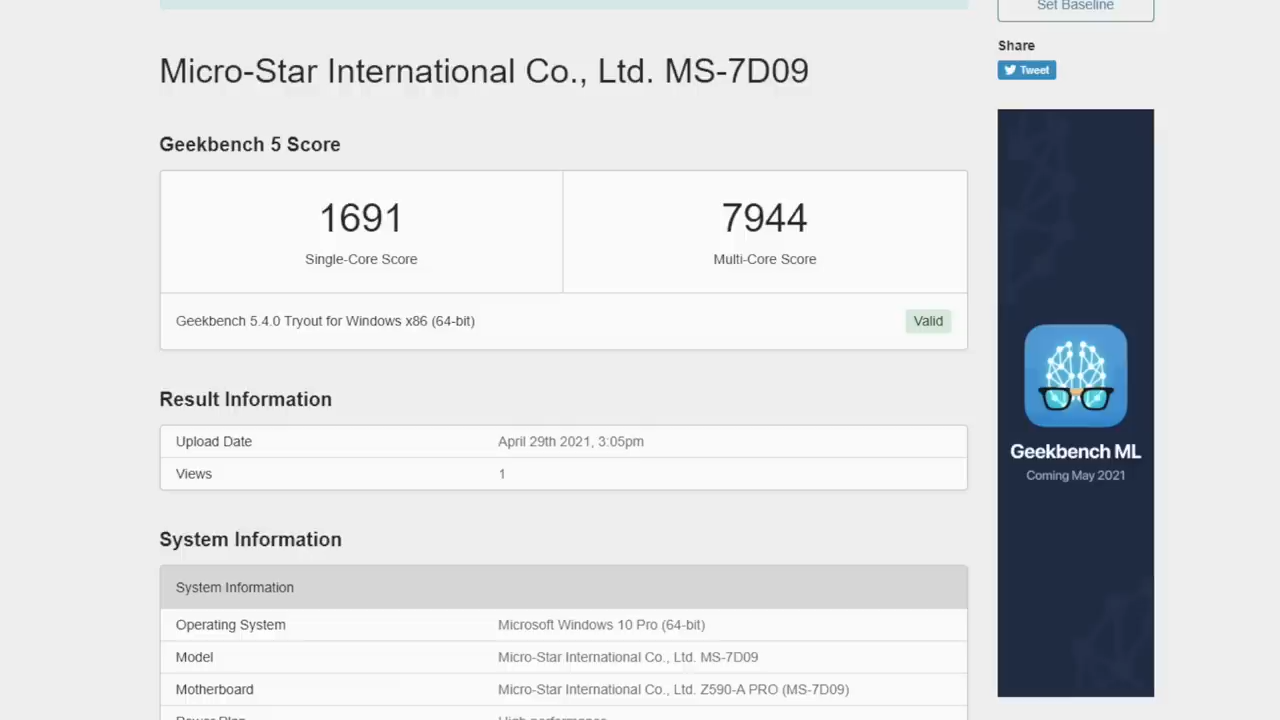 Set Baseline
Share
Tweet
Micro-Star International Co., Ltd. MS-7D09
Geekbench 5 Score
1691 7944
Single-Core Score Multi-Core Score
Geekbench 5.4.0 Tryout for Windows x86 (64-bit) Valid
Result Information
Upload Date April 29th 2021, 3:05pm
Views 1
System Information
System Information
Operating System Microsoft Windows 10 Pro (64-bit)
Model Micro-Star International Co., Ltd. MS-7D09
Motherboard Micro-Star International Co., Ltd. Z590-A PRO (MS-7D09)
Power Plan High performance
Geekbench ML
Coming May 2021